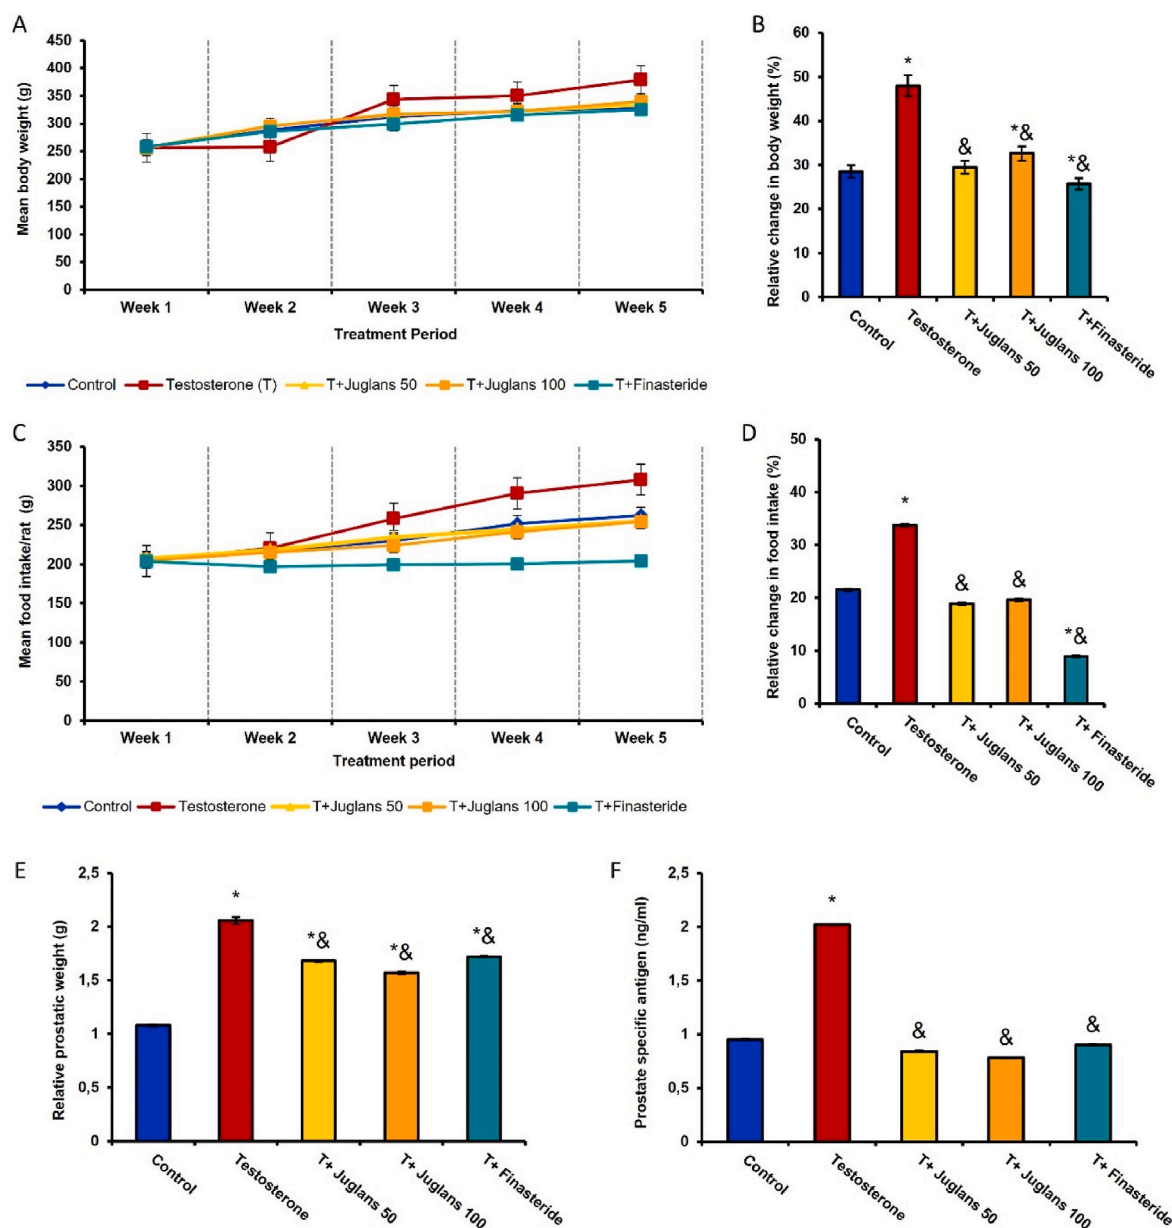 A
Mean body weight (g)
450
400
350
300
250
200
150
100
50
0
Week 1 Week 2 Week 3 Week 4 Week 5
Treatment Period
Control Testosterone (T) T+Juglans 50 T+Juglans 100 T+Finasteride
B
Relative change in body weight (%)
60
50
40
30
20
10
0
*
&
*&
*&
Control
Testosterone
T+Juglans 50
T+Juglans 100
T+Finasteride
C
Mean food intake/rat (g)
350
300
250
200
150
100
50
0
Week 1 Week 2 Week 3 Week 4 Week 5
Treatment period
Control Testosterone T+Juglans 50 T+Juglans 100 T+Finasteride
D
Relative change in food intake (%)
50
40
30
20
10
0
*
&
&
*&
Control
Testosterone
T+ Juglans 50
T+ Juglans 100
T+ Finasteride
E
Relative prostatic weight (g)
2,5
2
1,5
1
0,5
0
*
*&
*&
*&
Control
Testosterone
T+ Juglans 50
T+ Juglans 100
T+ Finasteride
F
Prostate specific antigen (ng/ml)
2,5
2
1,5
1
0,5
0
*
&
&
&
Control
Testosterone
T+ Juglans 50
T+ Juglans 100
T+ Finasteride